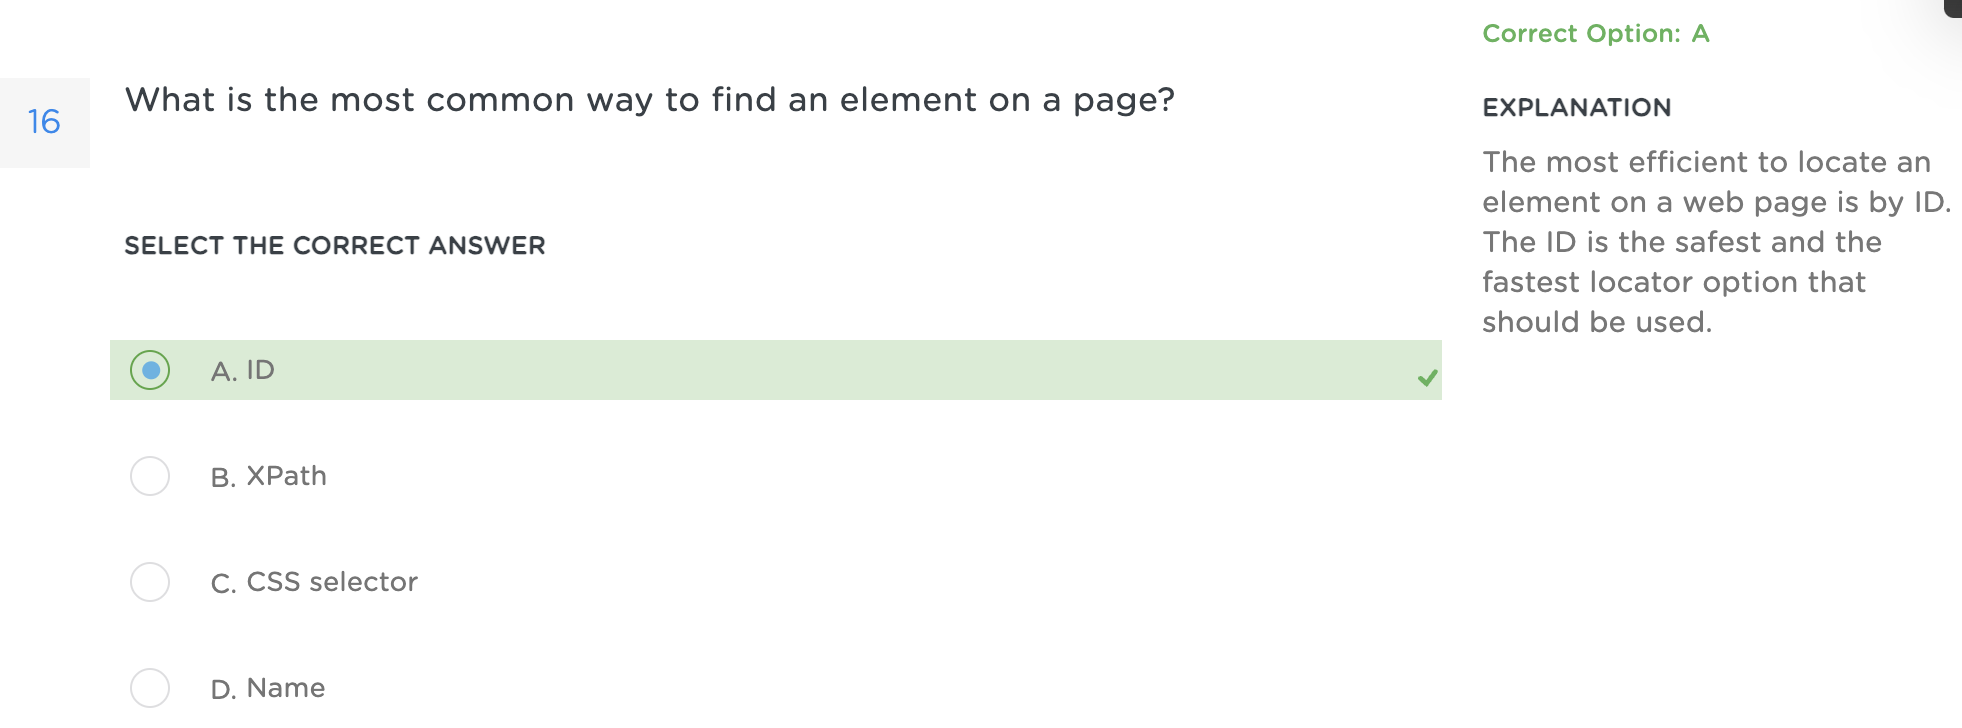 16
What is the most common way to find an element on a page?
SELECT THE CORRECT ANSWER
A. ID
B. XPath
C. CSS selector
D. Name
Correct Option: A
EXPLANATION
The most efficient to locate an
element on a web page is by ID.
The ID is the safest and the
fastest locator option that
should be used.